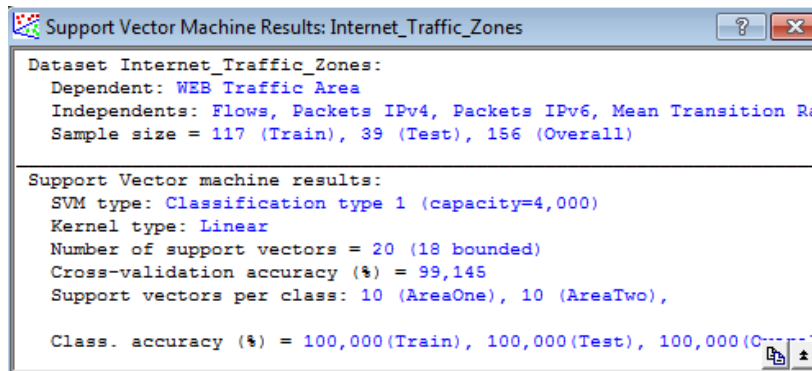 Support Vector Machine Results: Internet_Traffic_Zones
Dataset Internet_Traffic_Zones:
Dependent: WEB Traffic Area
Independents: Flows, Packets IPv4, Packets IPv6, Mean Transition
Sample size = 117 (Train), 39 (Test), 156 (Overall)
Support Vector machine results:
SVM type: Classification type 1 (capacity=4,000)
Kernel type: Linear
Number of support vectors = 20 (18 bounded)
Cross-validation accuracy (%) = 99,145
Support vectors per class: 10 (AreaOne), 10 (AreaTwo),
Class. accuracy (%) = 100,000(Train), 100,000(Test), 100,000